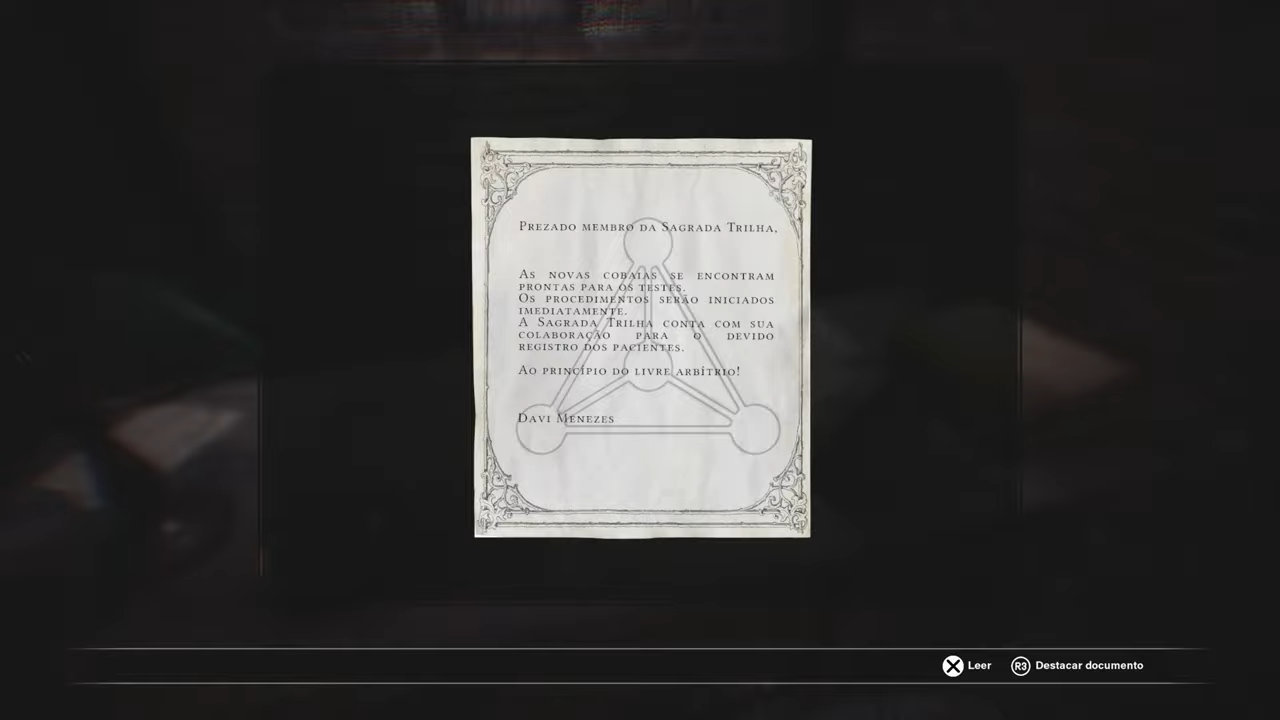 Prezado membro da Sagrada Trilha,
As novas cobaias se encontram
prontas para os testes.
Os procedimentos serão iniciados
imediatamente.
A Sagrada Trilha conta com sua
colaboração para o devido
registro dos pacientes.
Ao princípio do livre arbítrio!
Davi Menezes
Leer
R3 Destacar documento